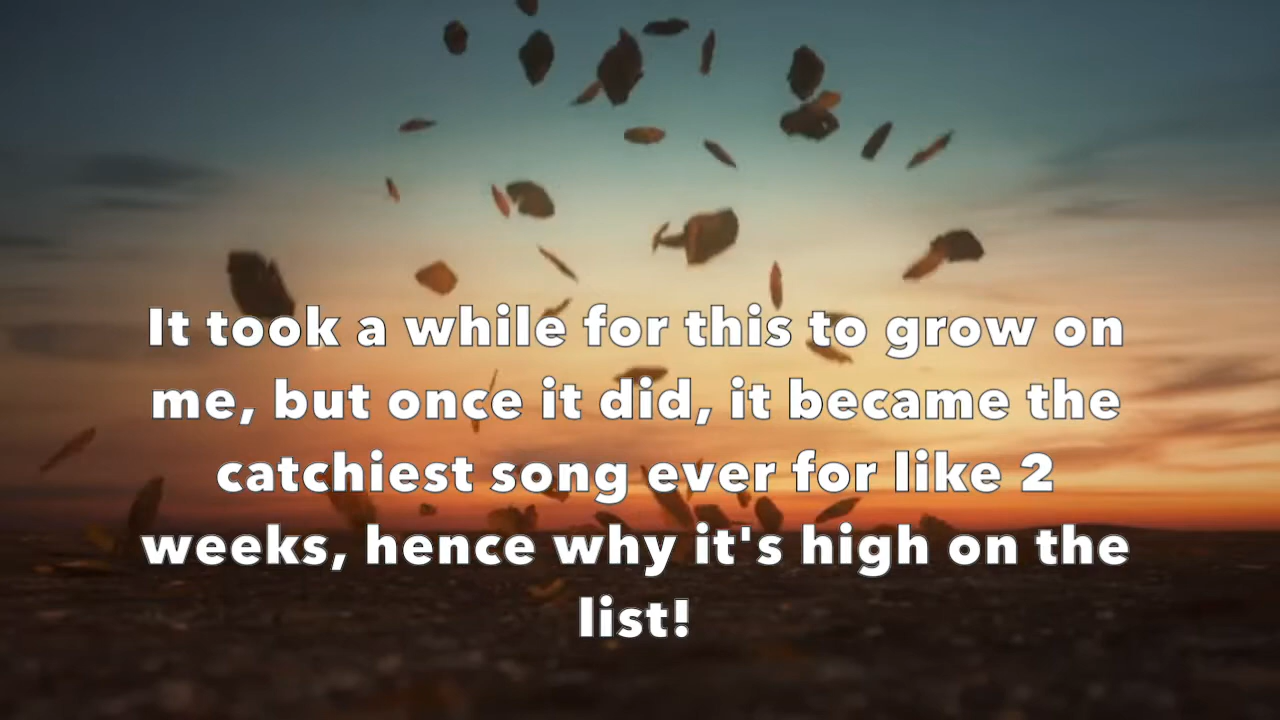 It took a while for this to grow on
me, but once it did, it became the
catchiest song ever for like 2
weeks, hence why it's high on the
list!